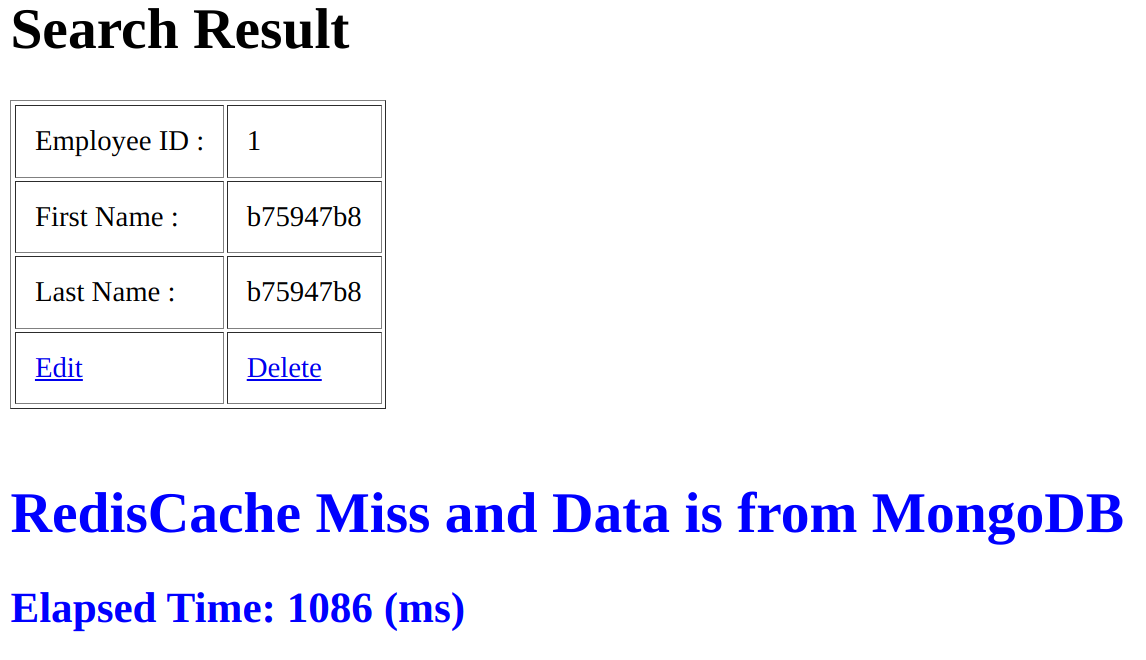 Search Result
Employee ID : 1
First Name : b75947b8
Last Name : b75947b8
Edit Delete
RedisCache Miss and Data is from MongoDB
Elapsed Time: 1086 (ms)